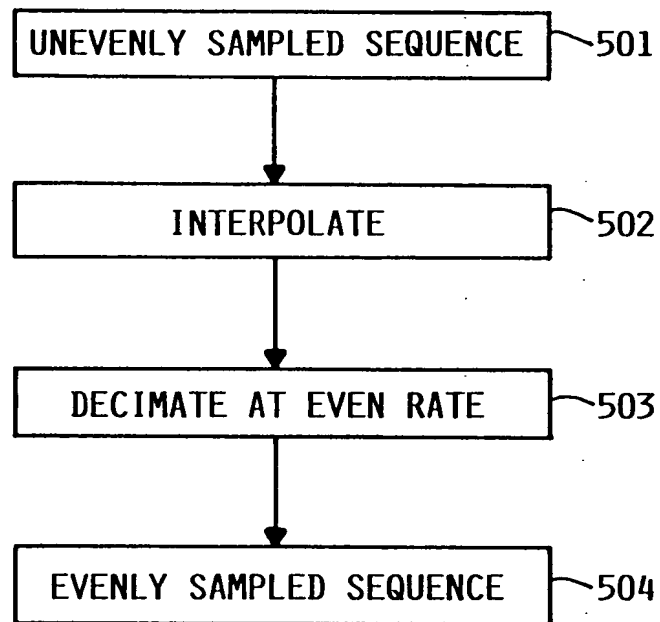 UNEVENLY SAMPLED SEQUENCE 501
INTERPOLATE 502
DECIMATE AT EVEN RATE 503
EVENLY SAMPLED SEQUENCE 504